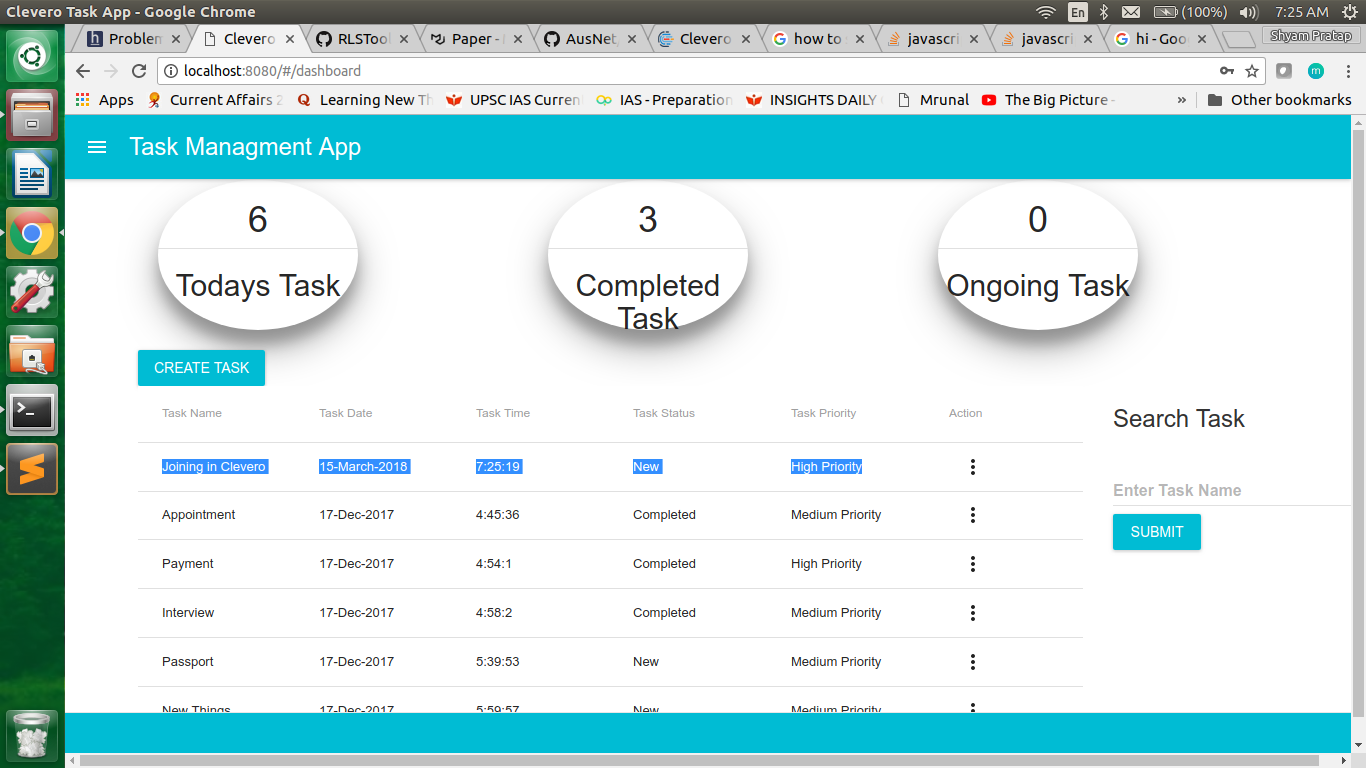 Clevero Task App - Google Chrome
En (100%) 7:25 AM
Problem Clevero RLSTool Paper - AusNet, Clevero how to javascri javascri hi - Goo Shyam Pratap
localhost:8080/#/dashboard m
Apps Current Affairs 2 Learning New Th UPSC IAS Curren IAS - Preparation INSIGHTS DAILY Mrunal The Big Picture - » Other bookmarks
Task Managment App
6 3 0
Todays Task Completed Task Ongoing Task
CREATE TASK
Task Name Task Date Task Time Task Status Task Priority Action
Search Task
Joining in Clevero 15-March-2018 7:25:19 New High Priority
Enter Task Name
Appointment 17-Dec-2017 4:45:36 Completed Medium Priority
SUBMIT
Payment 17-Dec-2017 4:54:1 Completed High Priority
Interview 17-Dec-2017 4:58:2 Completed Medium Priority
Passport 17-Dec-2017 5:39:53 New Medium Priority
New Things 17-Dec-2017 5:59:57 New Medium Priority